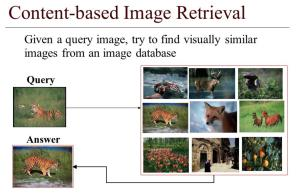 Content-based Image Retrieval
Given a query image, try to find visually similar
images from an image database
Query
Answer